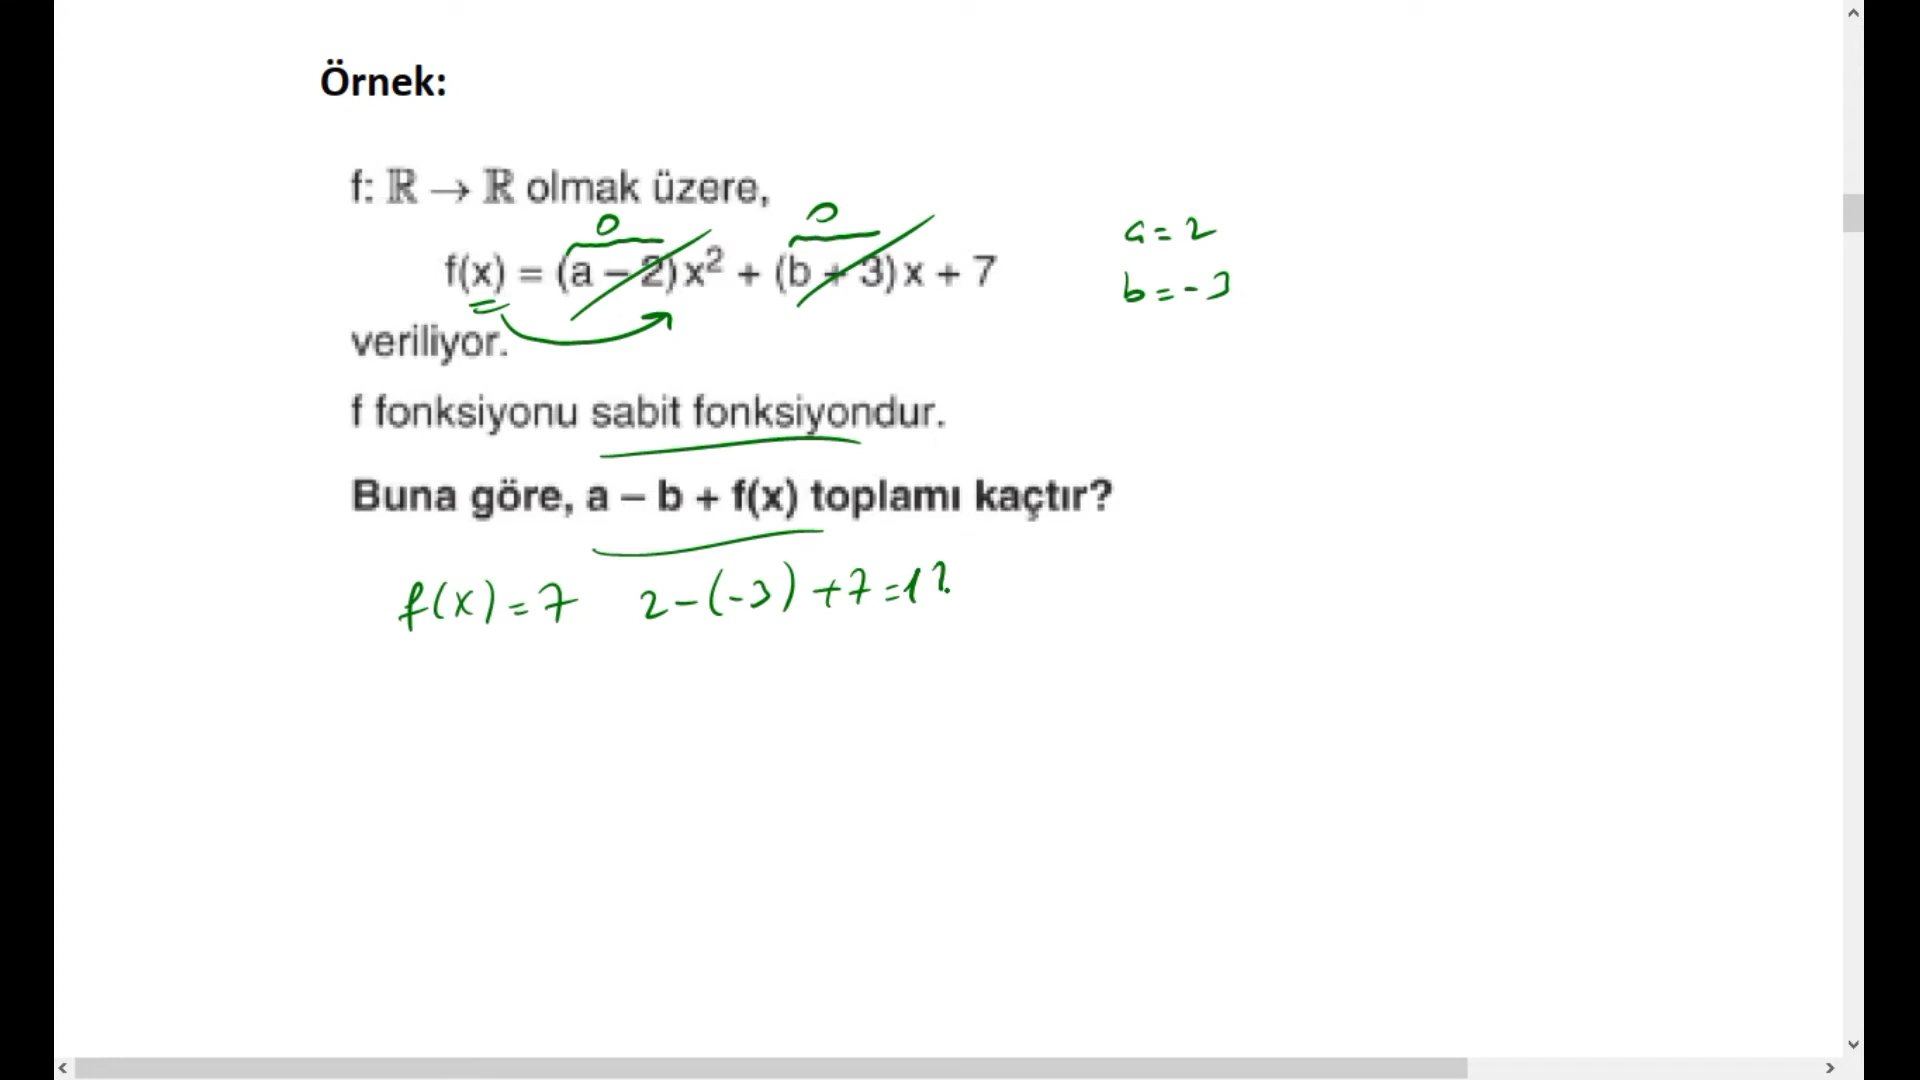 Örnek:
f: ℝ → ℝ olmak üzere,
0 0
f(x) = (a – 2)x² + (b + 3)x + 7
a = 2
b = -3
veriliyor.
f fonksiyonu sabit fonksiyondur.
Buna göre, a – b + f(x) toplamı kaçtır?
f(x) = 7 2-(-3)+7=12